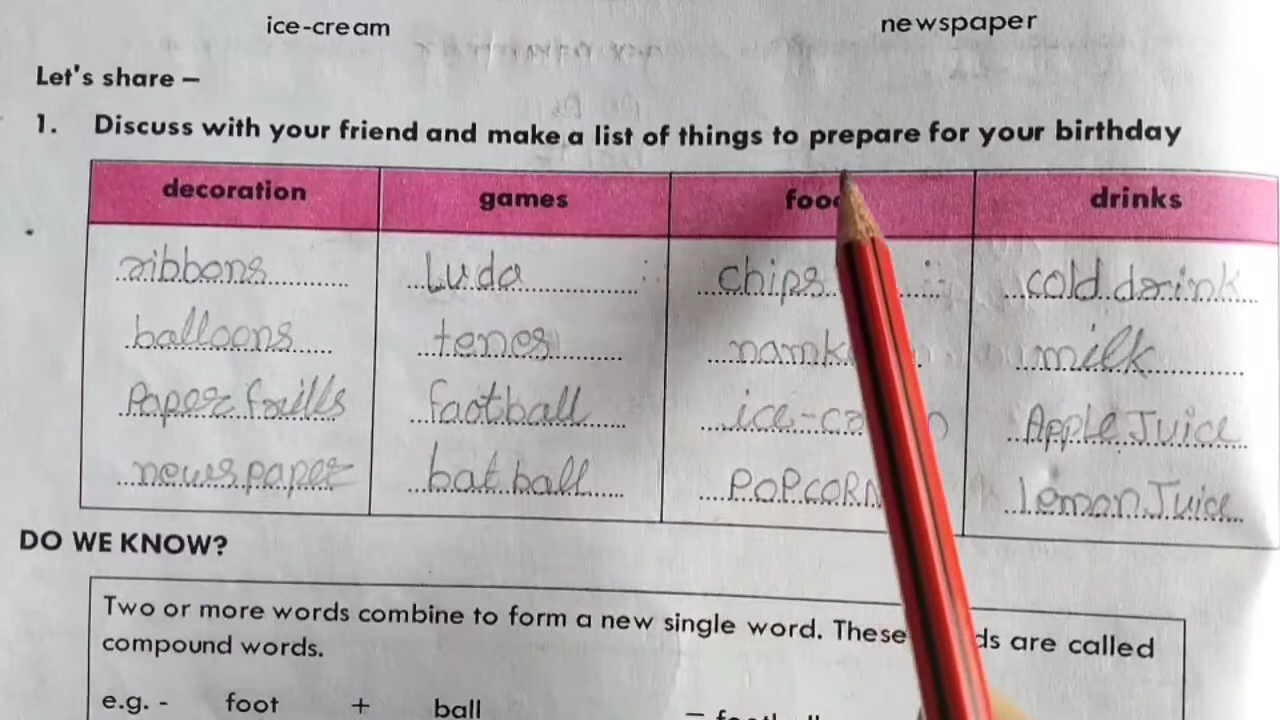 ice-cream newspaper
Let's share –
1. Discuss with your friend and make a list of things to prepare for your birthday
decoration games food drinks
ribbons Ludo chips cold drink
balloons tenes namk milk
Paper frills football ice-c Apple Juice
newspaper bat ball POPCORN lemon Juice
DO WE KNOW?
Two or more words combine to form a new single word. These are called
compound words.
e.g. - foot + ball –